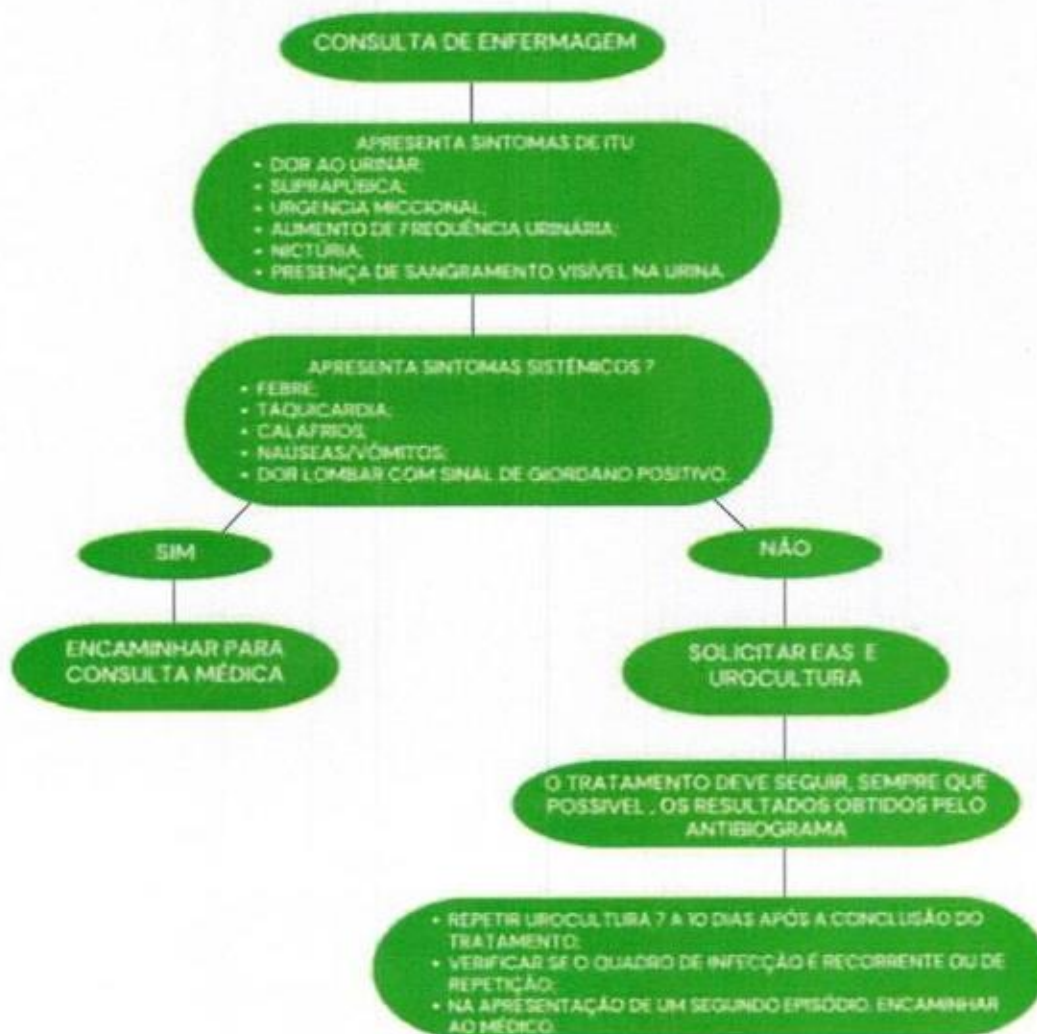 CONSULTA DE ENFERMAGEM
APRESENTA SINTOMAS DE ITU
• DOR AO URINAR;
• SUPRAPÚBICA;
• URGENCIA MICCIONAL;
• AUMENTO DE FREQUÊNCIA URINÁRIA;
• NICTÚRIA;
• PRESENÇA DE SANGRAMENTO VISÍVEL NA URINA.
APRESENTA SINTOMAS SISTÊMICOS ?
• FEBRE;
• TAQUICARDIA;
• CALAFRIOS;
• NAUSEAS/VÔMITOS;
• DOR LOMBAR COM SINAL DE GIORDANO POSITIVO.
SIM
NÃO
ENCAMINHAR PARA
CONSULTA MÉDICA
SOLICITAR EAS E
UROCULTURA
O TRATAMENTO DEVE SEGUIR, SEMPRE QUE
POSSIVEL , OS RESULTADOS OBTIDOS PELO
ANTIBIOGRAMA
• REPETIR UROCULTURA 7 A 10 DIAS APÓS A CONCLUSÃO DO
TRATAMENTO;
• VERIFICAR SE O QUADRO DE INFECÇÃO É RECORRENTE OU DE
REPETIÇÃO;
• NA APRESENTAÇÃO DE UM SEGUNDO EPISÓDIO, ENCAMINHAR
AO MÉDICO.